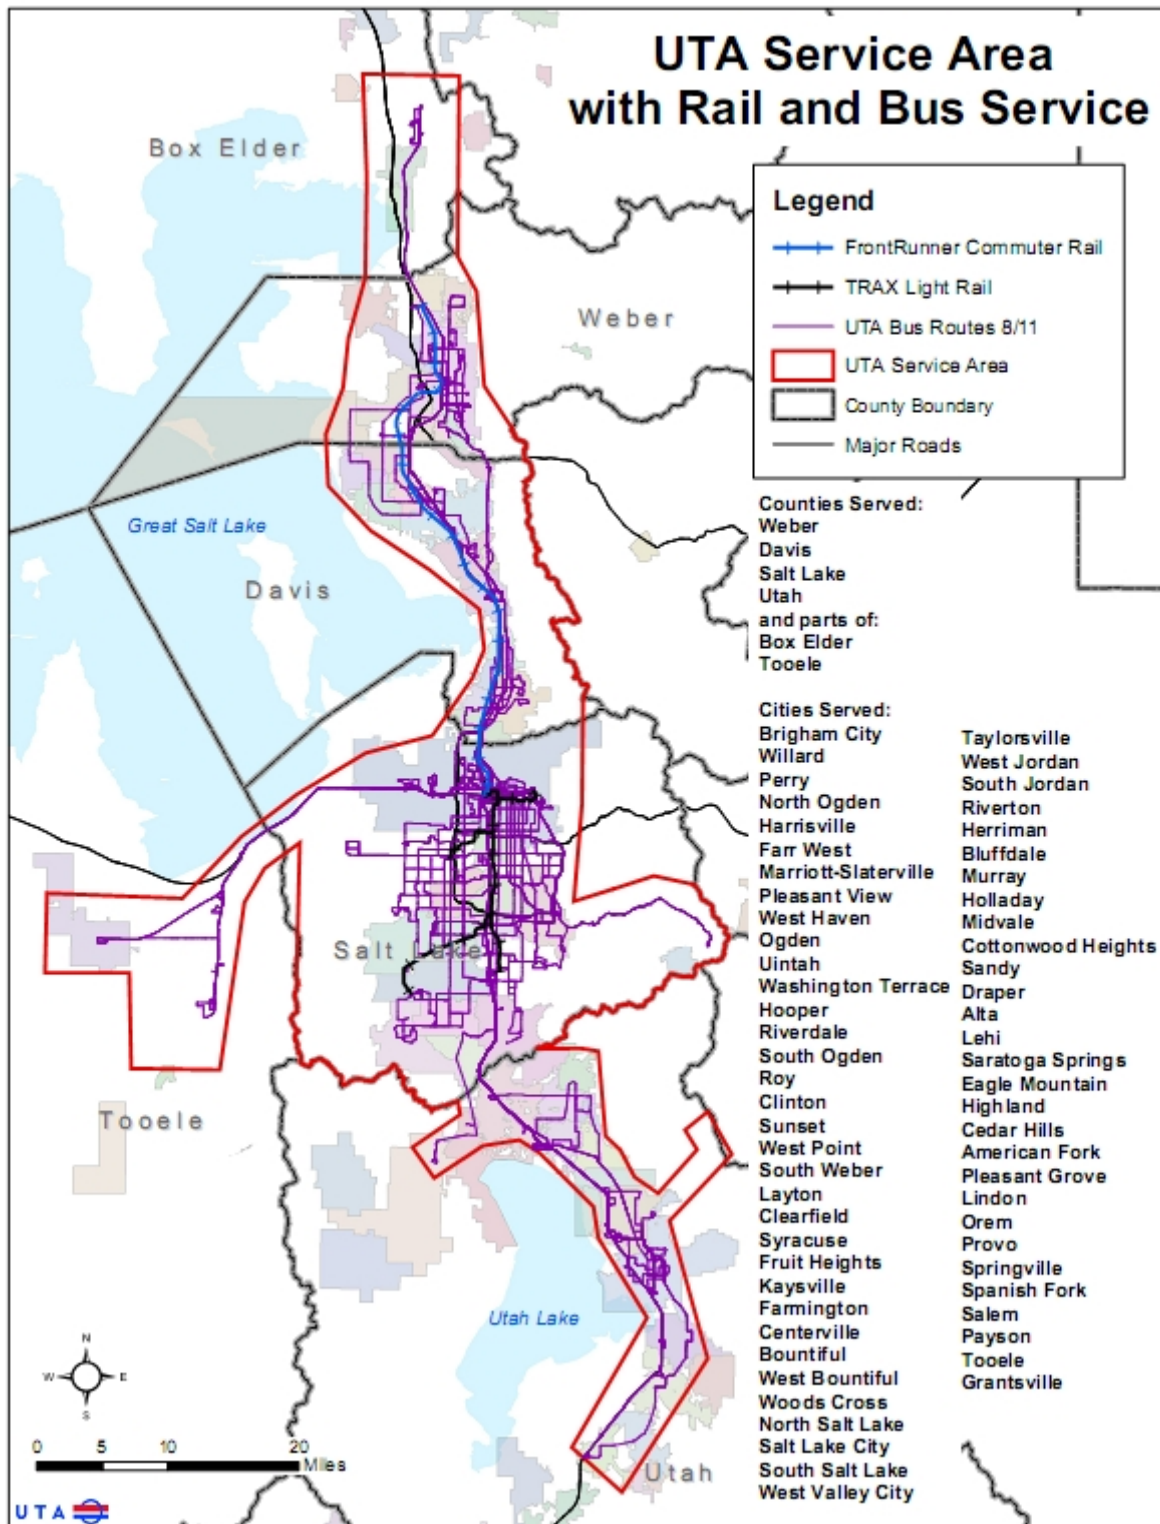 UTA Service Area
with Rail and Bus Service
Box Elder
Weber
Great Salt Lake
Davis
Salt Lake
Tooele
Utah Lake
Utah
Legend
FrontRunner Commuter Rail
TRAX Light Rail
UTA Bus Routes 8/11
UTA Service Area
County Boundary
Major Roads
Counties Served:
Weber
Davis
Salt Lake
Utah
and parts of:
Box Elder
Tooele
Cities Served:
Brigham City
Willard
Perry
North Ogden
Harrisville
Farr West
Marriott-Slaterville
Pleasant View
West Haven
Ogden
Uintah
Washington Terrace
Hooper
Riverdale
South Ogden
Roy
Clinton
Sunset
West Point
South Weber
Layton
Clearfield
Syracuse
Fruit Heights
Kaysville
Farmington
Centerville
Bountiful
West Bountiful
Woods Cross
North Salt Lake
Salt Lake City
South Salt Lake
West Valley City
Taylorsville
West Jordan
South Jordan
Riverton
Herriman
Bluffdale
Murray
Holladay
Midvale
Cottonwood Heights
Sandy
Draper
Alta
Lehi
Saratoga Springs
Eagle Mountain
Highland
Cedar Hills
American Fork
Pleasant Grove
Lindon
Orem
Provo
Springville
Spanish Fork
Salem
Payson
Tooele
Grantsville
N
W E
S
0 5 10 20
Miles
UTA